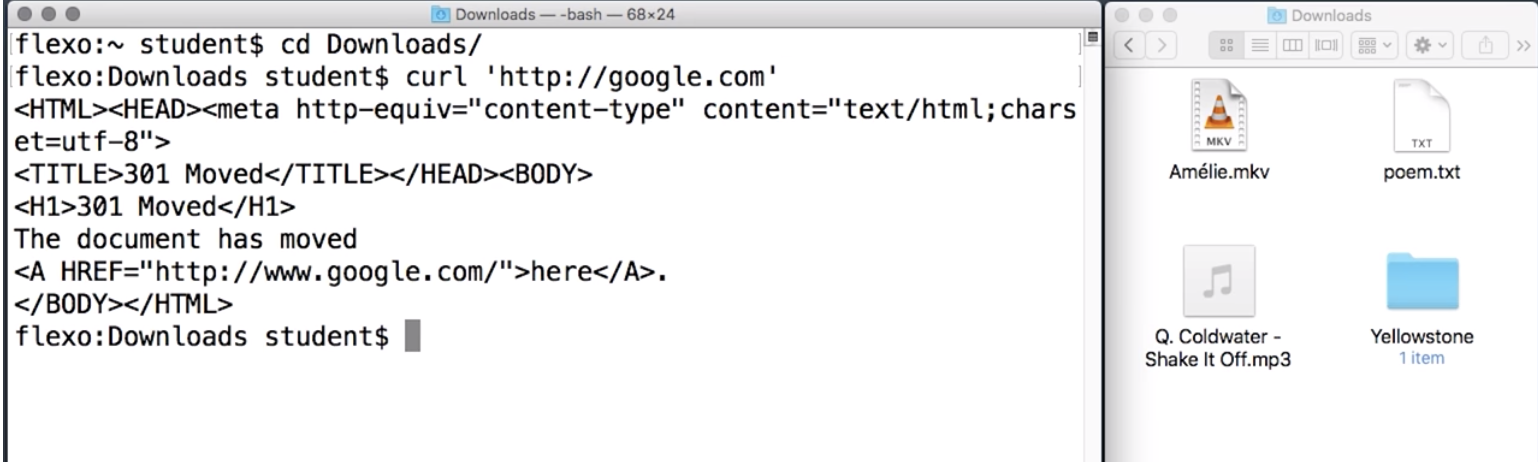 Downloads — -bash — 68×24
flexo:~ student$ cd Downloads/
flexo:Downloads student$ curl 'http://google.com'
<HTML><HEAD><meta http-equiv="content-type" content="text/html;chars
et=utf-8">
<TITLE>301 Moved</TITLE></HEAD><BODY>
<H1>301 Moved</H1>
The document has moved
<A HREF="http://www.google.com/">here</A>.
</BODY></HTML>
flexo:Downloads student$
Downloads
MKV
Amélie.mkv
TXT
poem.txt
Q. Coldwater -
Shake It Off.mp3
Yellowstone
1 item